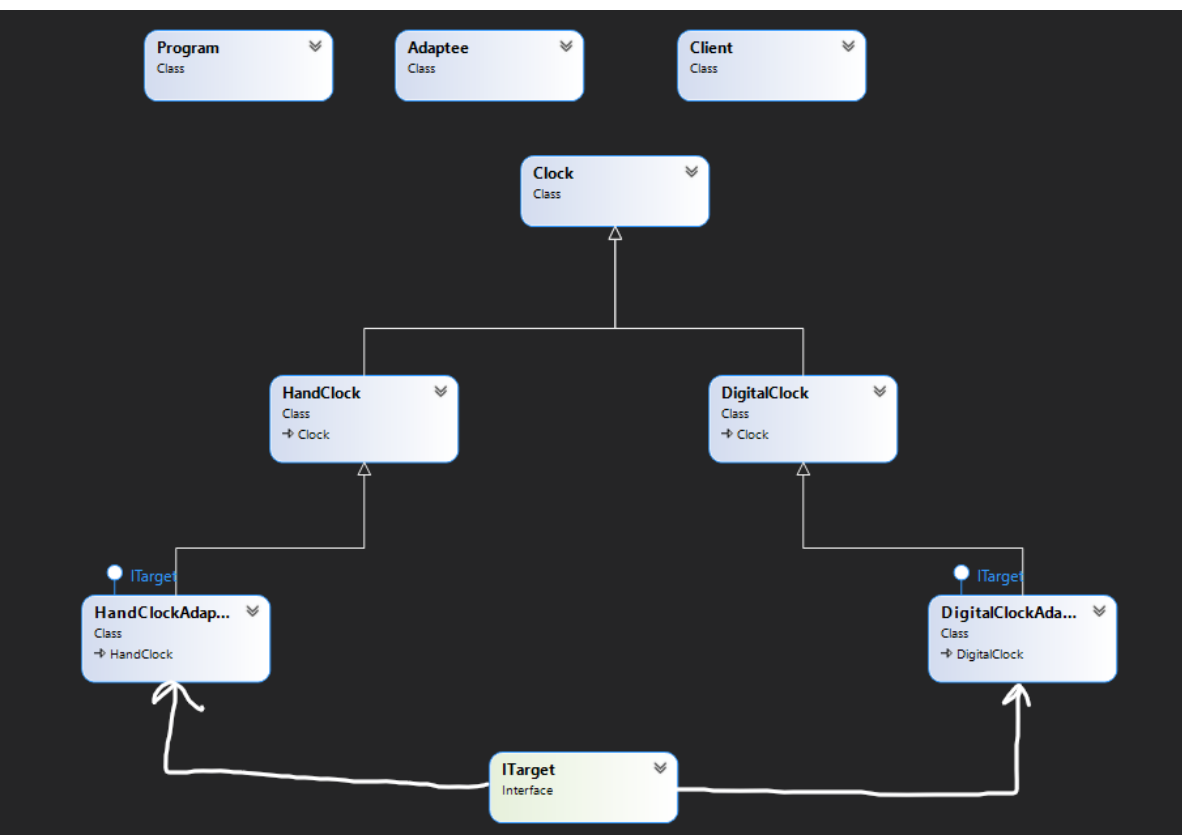 Program
Class
Adaptee
Class
Client
Class
Clock
Class
HandClock
Class
Clock
DigitalClock
Class
Clock
ITarget
HandClockAdap...
Class
HandClock
ITarget
DigitalClockAda...
Class
DigitalClock
ITarget
Interface